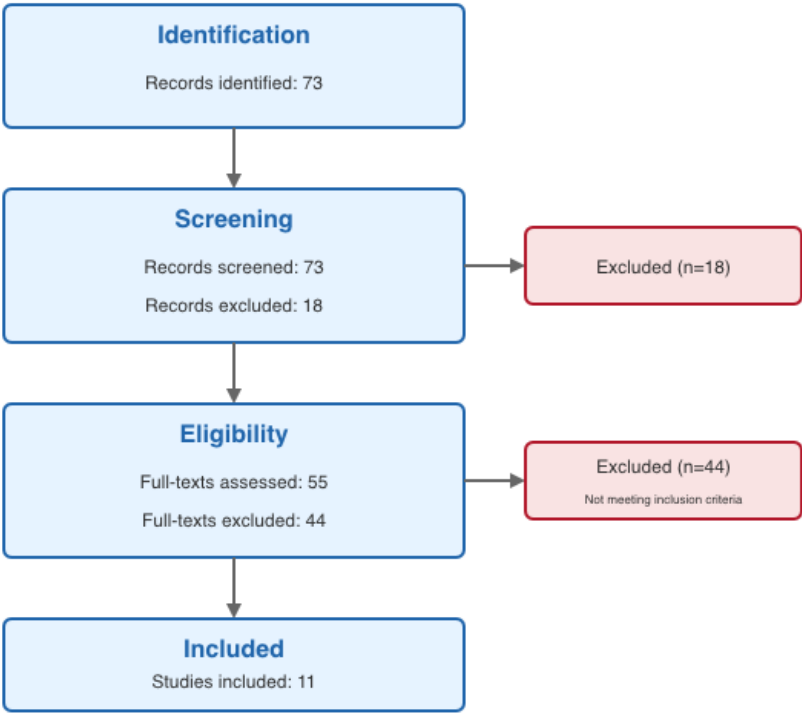 Identification
Records identified: 73
Screening
Records screened: 73
Records excluded: 18
Excluded (n=18)
Eligibility
Full-texts assessed: 55
Full-texts excluded: 44
Excluded (n=44)
Not meeting inclusion criteria
Included
Studies included: 11